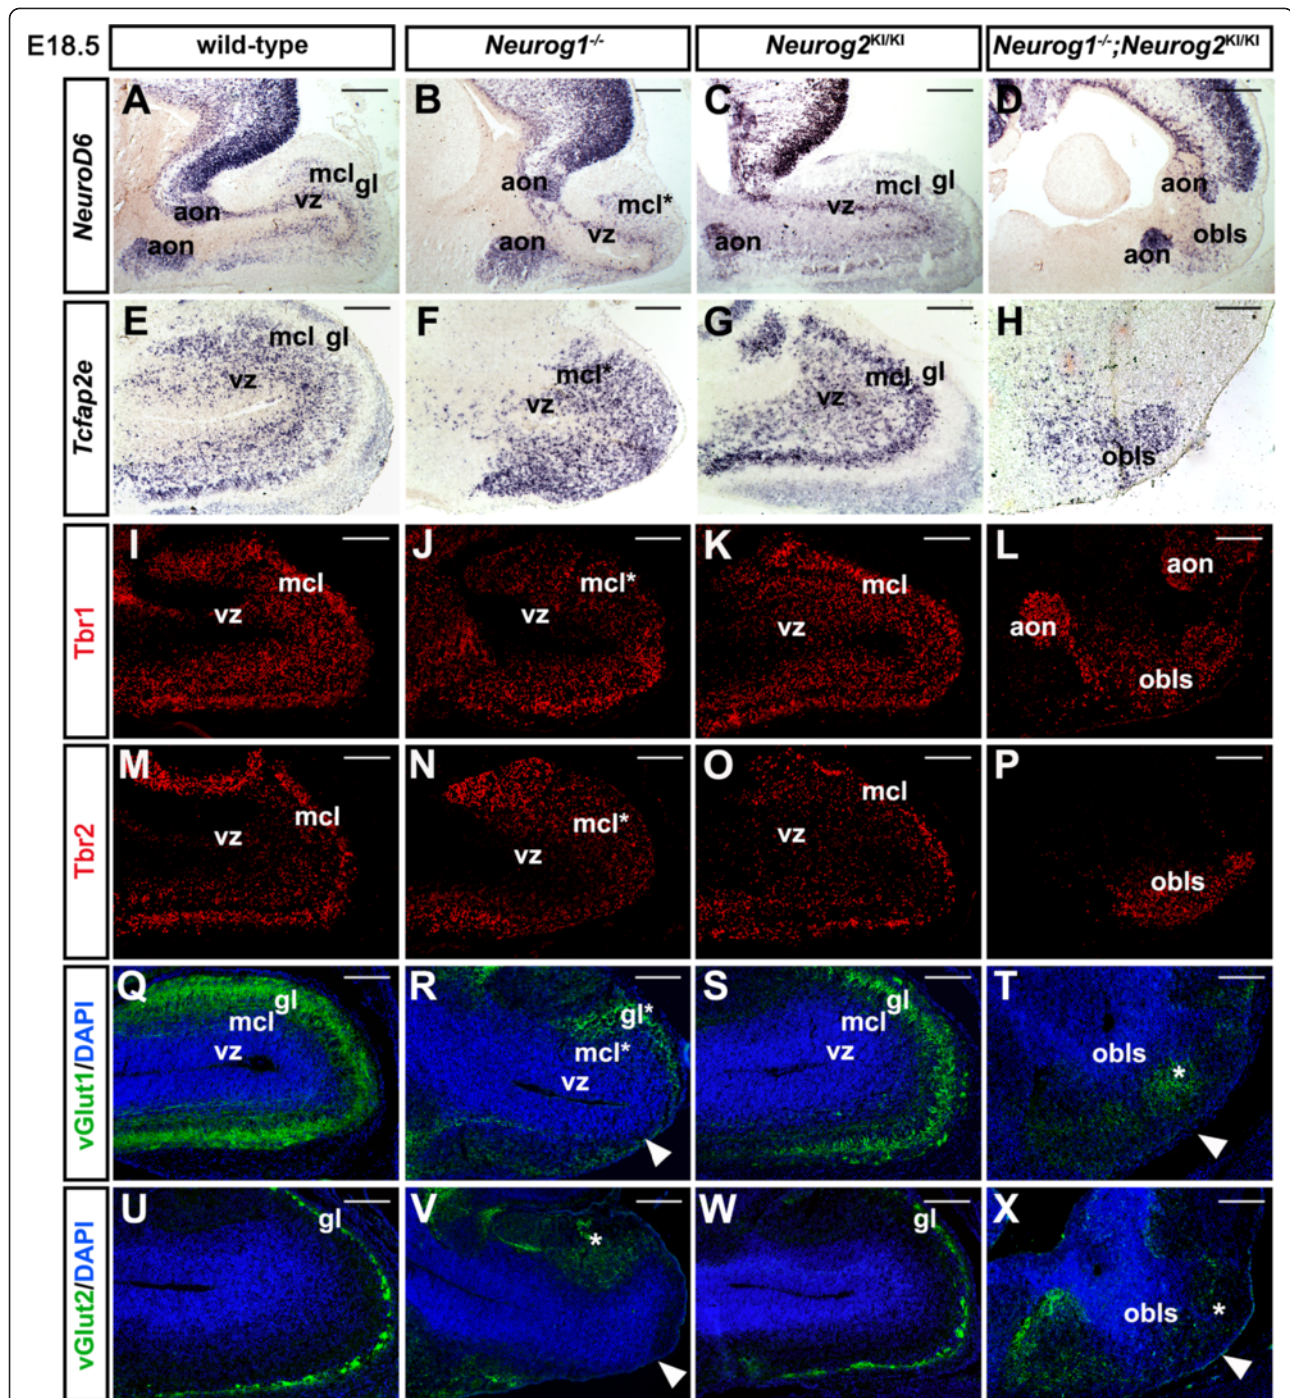 E18.5 wild-type Neurog1-/- Neurog2KI/KI Neurog1-/-;Neurog2KI/KI
NeuroD6
A mcl gl vz aon aon
B aon mcl* vz aon
C mcl gl vz aon
D aon obls aon
Tcfap2e
E mcl gl vz
F mcl* vz
G mcl gl vz
H obls
Tbr1
I mcl vz
J mcl* vz
K mcl vz
L aon aon obls
Tbr2
M mcl vz
N mcl* vz
O mcl vz
P obls
vGlut1/DAPI
Q gl mcl vz
R gl* mcl* vz
S gl mcl vz
T obls *
vGlut2/DAPI
U gl
V *
W gl
X obls *